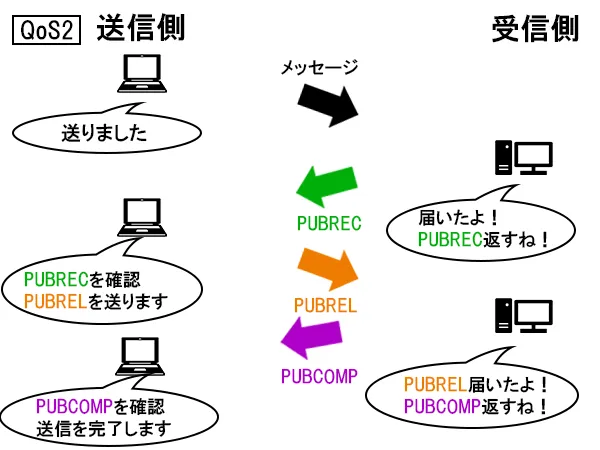 QoS2 送信側
受信側
メッセージ
送りました
届いたよ！
PUBREC返すね！
PUBREC
PUBRECを確認
PUBRELを送ります
PUBREL
PUBREL届いたよ！
PUBCOMP返すね！
PUBCOMP
PUBCOMPを確認
送信を完了します